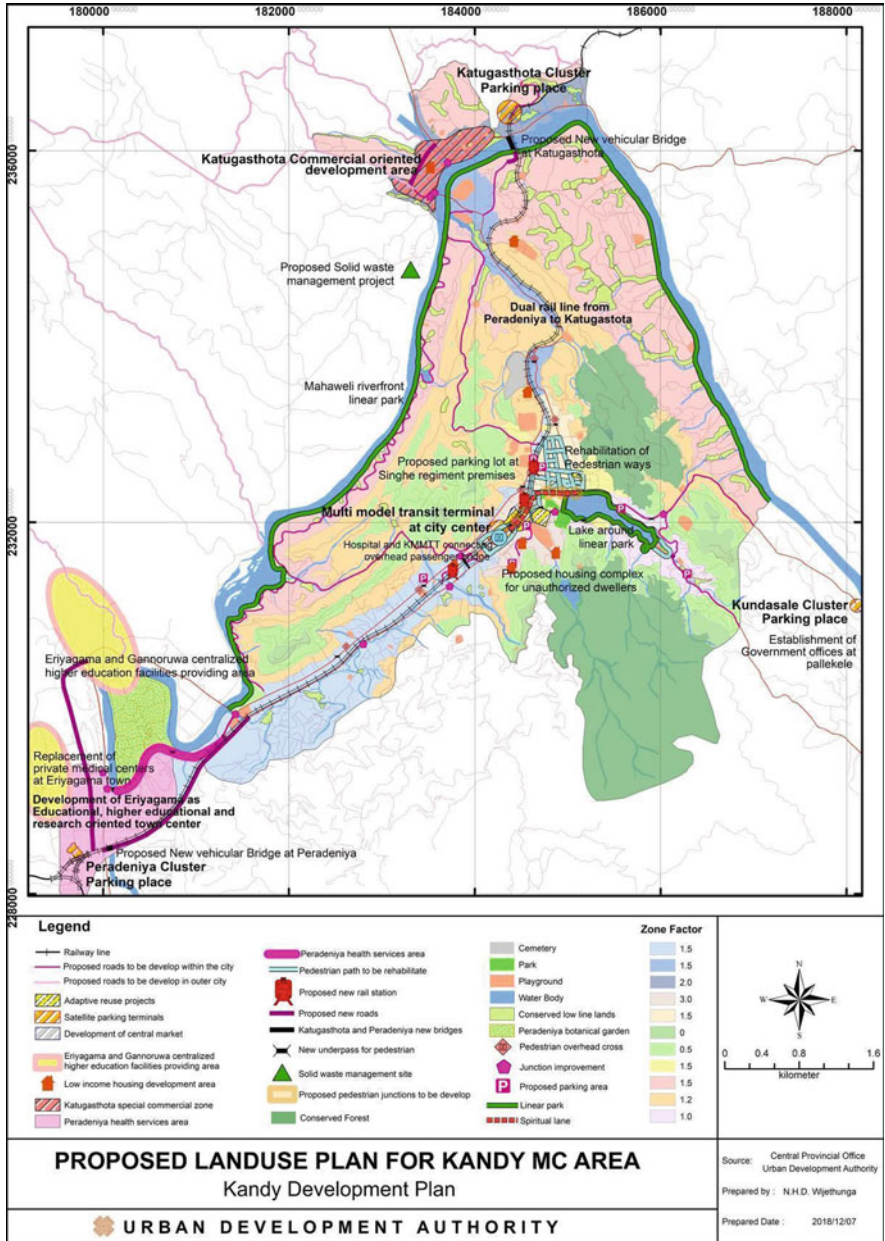 180000
182000
184000
186000
188000
236000
232000
228000
Katugasthota Cluster
Parking place
Proposed New vehicular Bridge
at Katugasthota
Katugasthota Commercial oriented
development area
Proposed Solid waste
management project
Dual rail line from
Peradeniya to Katugastota
Mahaweli riverfront
linear park
Rehabilitation of
Pedestrian ways
Proposed parking lot at
Singhe regiment premises
Multi model transit terminal
at city center
Hospital and KMMTT connecting
overhead passenger bridge
Lake around
linear park
Proposed housing complex
for unauthorized dwellers
Kundasale Cluster
Parking place
Establishment of
Government offices at
pallekele
Eriyagama and Gannoruwa centralized
higher education facilities providing area
Replacement of
private medical centers
at Eriyagama town
Development of Eriyagama as
Educational, higher educational and
research oriented town center
Proposed New vehicular Bridge at Peradeniya
Peradeniya Cluster
Parking place
P
P
P
P
P
P
Legend
Railway line
Proposed roads to be develop within the city
Proposed roads to be develop in outer city
Adaptive reuse projects
Satellite parking terminals
Development of central market
Eriyagama and Gannoruwa centralized
higher education facilities providing area
Low income housing development area
Katugasthota special commercial zone
Peradeniya health services area
Peradeniya health services area
Pedestrian path to be rehabilitate
Proposed new rail station
Proposed new roads
Katugasthota and Peradeniya new bridges
New underpass for pedestrian
Solid waste management site
Proposed pedestrian junctions to be develop
Conserved Forest
Cemetery
Park
Playground
Water Body
Conserved low line lands
Peradeniya botanical garden
Pedestrian overhead cross
Junction improvement
P Proposed parking area
Linear park
Spiritual lane
Zone Factor
1.5
1.5
2.0
3.0
1.5
0
0.5
1.5
1.5
1.2
1.0
N
W E
S
0 0.4 0.8 1.6
kilometer
PROPOSED LANDUSE PLAN FOR KANDY MC AREA
Kandy Development Plan
URBAN DEVELOPMENT AUTHORITY
Source: Central Provincial Office
Urban Development Authority
Prepared by : N.H.D. Wijethunga
Prepared Date : 2018/12/07